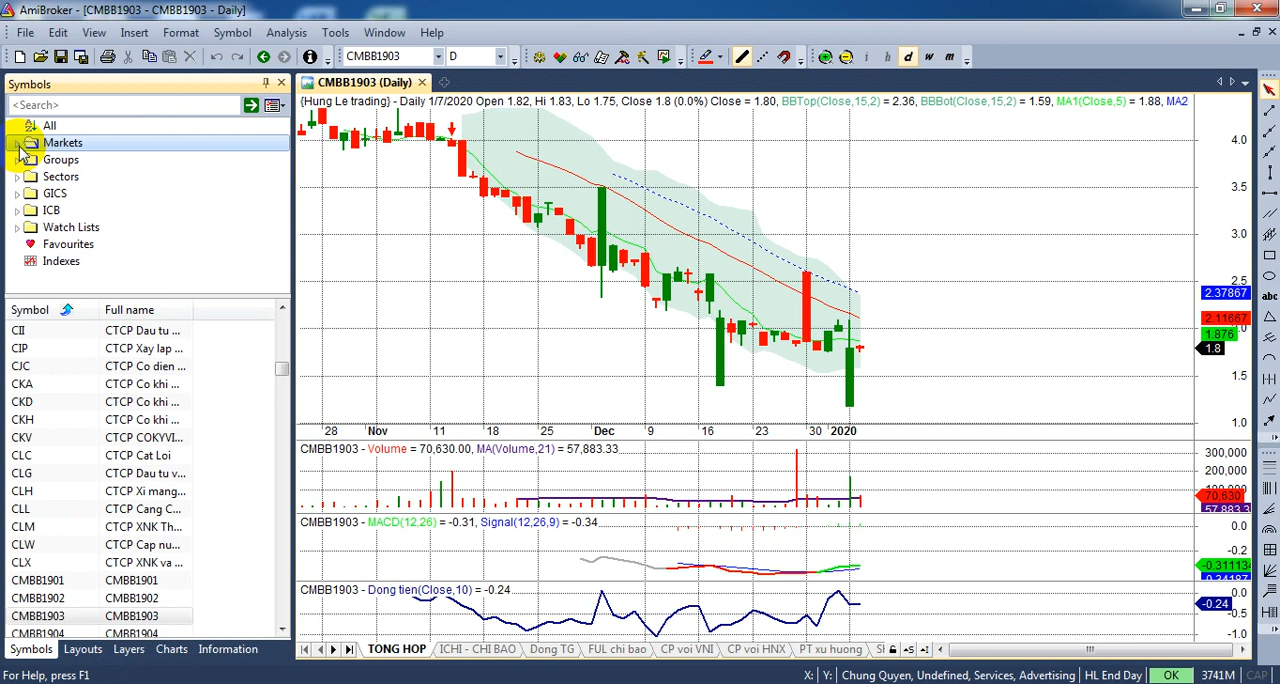 AmiBroker - [CMBB1903 - CMBB1903 - Daily]
File Edit View Insert Format Symbol Analysis Tools Window Help
CMBB1903 D i d w m
Symbols
<Search>
All
Markets
Groups
Sectors
GICS
ICB
Watch Lists
Favourites
Indexes
Symbol Full name
CII CTCP Dau tu ...
CIP CTCP Xay lap ...
CJC CTCP Co dien ...
CKA CTCP Co khi ...
CKD CTCP Co khi ...
CKH CTCP Co khi ...
CKV CTCP COKYVI...
CLC CTCP Cat Loi
CLG CTCP Dau tu v...
CLH CTCP Xi mang...
CLL CTCP Cang C...
CLM CTCP XNK Th...
CLW CTCP Cap nu...
CLX CTCP XNK va ...
CMBB1901 CMBB1901
CMBB1902 CMBB1902
CMBB1903 CMBB1903
CMBB1904 CMBB1904
Symbols Layouts Layers Charts Information
CMBB1903 (Daily)
{Hung Le trading} - Daily 1/7/2020 Open 1.82, Hi 1.83, Lo 1.75, Close 1.8 (0.0%) Close = 1.80, BBTop(Close,15,2) = 2.36, BBBot(Close,15,2) = 1.59, MA1(Close,5) = 1.88, MA2
4.0
3.5
3.0
2.5
2.37867
2.11667
1.876
1.8
1.5
1.0
28 Nov 11 18 25 Dec 9 16 23 30 2020
CMBB1903 - Volume = 70,630.00, MA(Volume,21) = 57,883.33
300,000
200,000
70,630
57,883.3
CMBB1903 - MACD(12,26) = -0.31, Signal(12,26,9) = -0.34
0.0
-0.2
-0.311134
CMBB1903 - Dong tien(Close,10) = -0.24
0.0
-0.24
-0.5
-1.0
TONG HOP ICHI - CHI BAO Dong TG FUL chi bao CP voi VNI CP voi HNX PT xu huong
abc
For Help, press F1 X: Y: Chung Quyen, Undefined, Services, Advertising HL End Day OK 3741M CAP